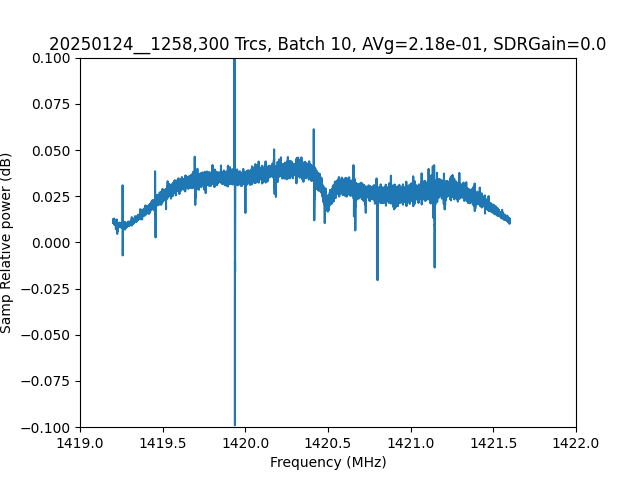 20250124__1258,300 Trcs, Batch 10, AVg=2.18e-01, SDRGain=0.0
0.100
0.075
0.050
0.025
0.000
−0.025
−0.050
−0.075
−0.100
Samp Relative power (dB)
1419.0 1419.5 1420.0 1420.5 1421.0 1421.5 1422.0
Frequency (MHz)